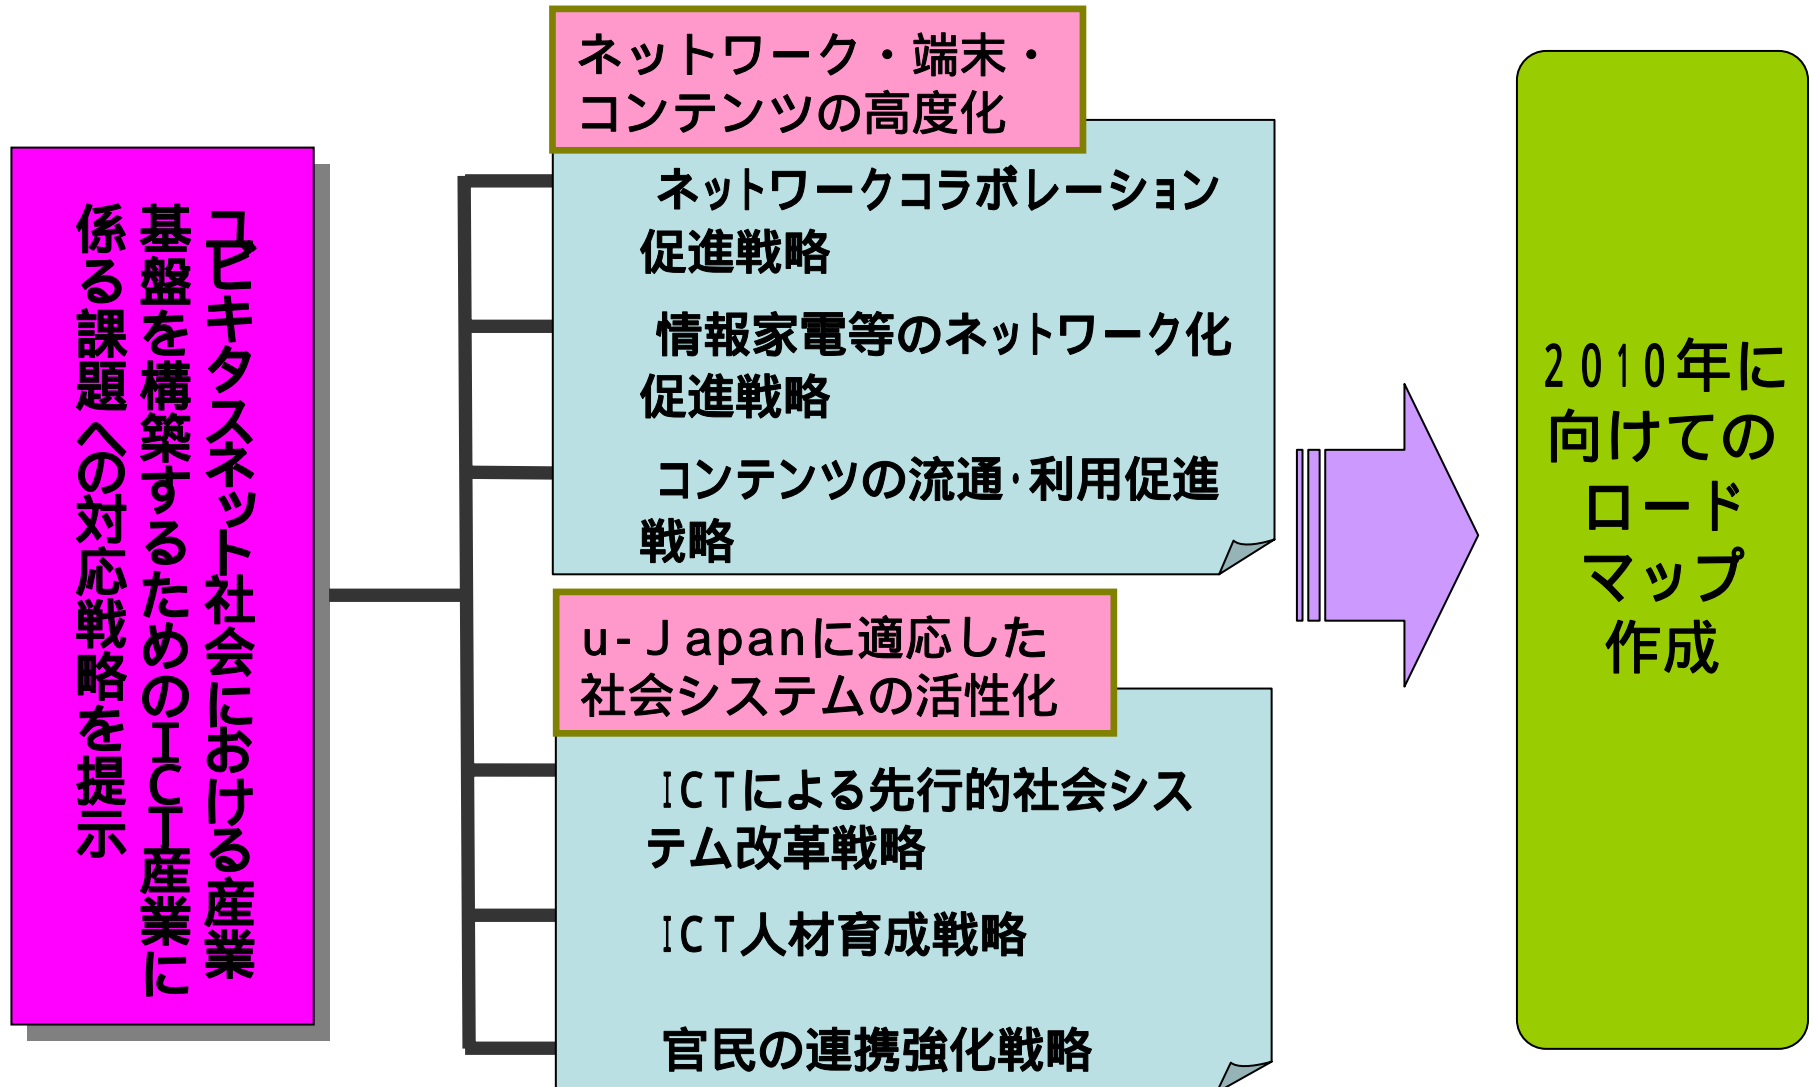 ユビキタスネット社会における産業
基盤を構築するためのＩＣＴ産業に
係る課題への対応戦略を提示
ネットワーク・端末・
コンテンツの高度化
ネットワークコラボレーション
促進戦略
情報家電等のネットワーク化
促進戦略
コンテンツの流通･利用促進
戦略
u-Japanに適応した
社会システムの活性化
ICTによる先行的社会シス
テム改革戦略
ICT人材育成戦略
官民の連携強化戦略
2010年に
向けての
ロード
マップ
作成